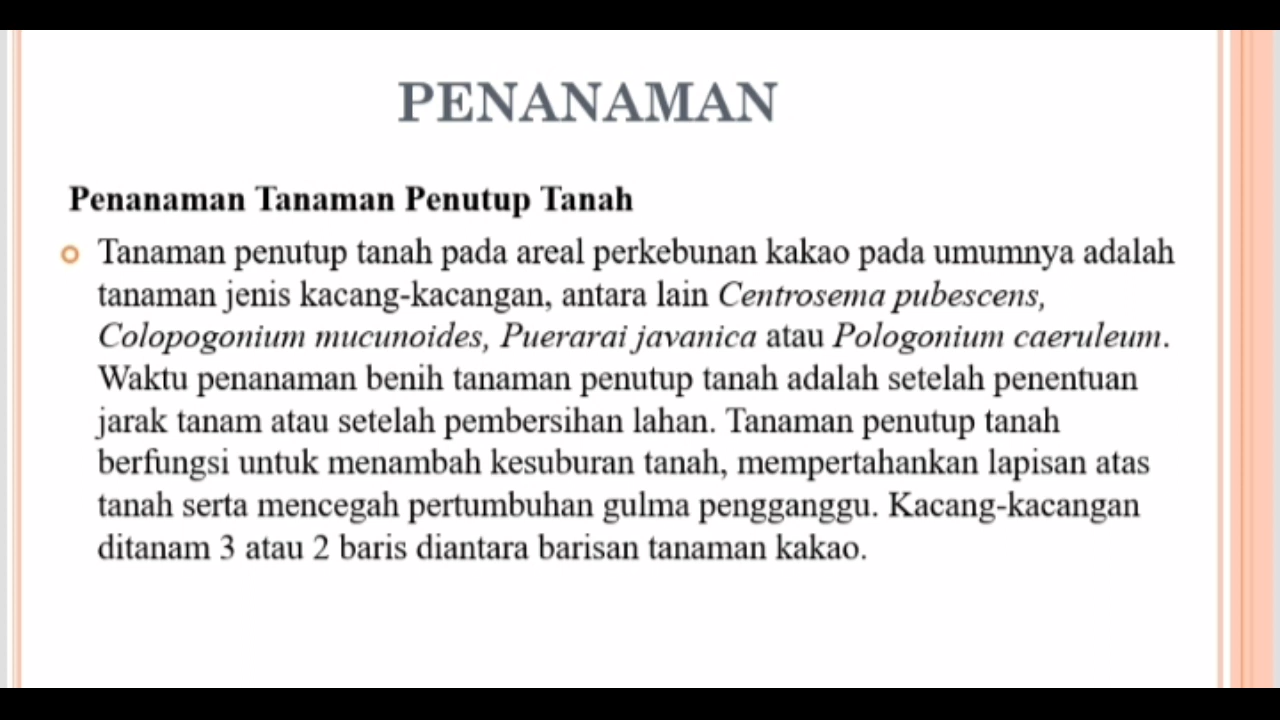 PENANAMAN
Penanaman Tanaman Penutup Tanah
Tanaman penutup tanah pada areal perkebunan kakao pada umumnya adalah
tanaman jenis kacang-kacangan, antara lain Centrosema pubescens,
Colopogonium mucunoides, Puerarai javanica atau Pologonium caeruleum.
Waktu penanaman benih tanaman penutup tanah adalah setelah penentuan
jarak tanam atau setelah pembersihan lahan. Tanaman penutup tanah
berfungsi untuk menambah kesuburan tanah, mempertahankan lapisan atas
tanah serta mencegah pertumbuhan gulma pengganggu. Kacang-kacangan
ditanam 3 atau 2 baris diantara barisan tanaman kakao.